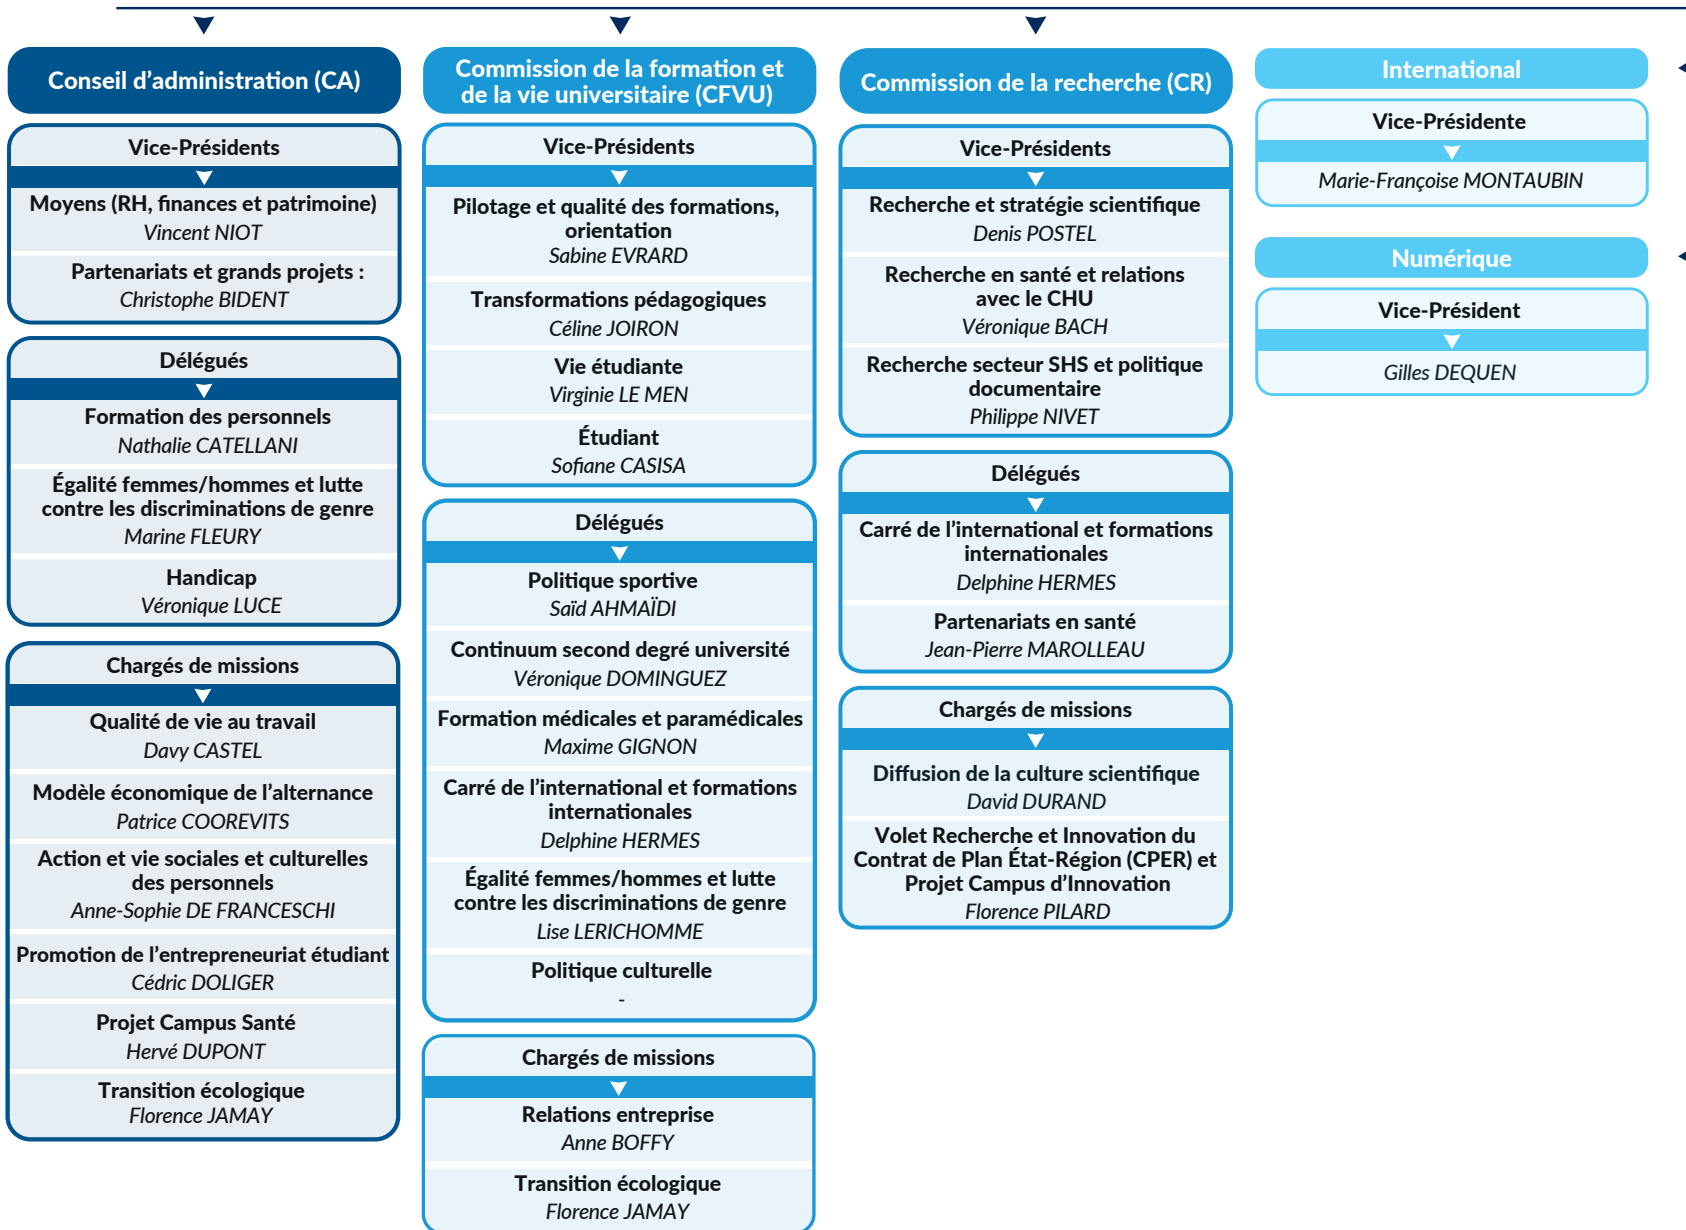 Conseil d’administration (CA)
Vice-Présidents
Moyens (RH, finances et patrimoine)
Vincent NIOT
Partenariats et grands projets :
Christophe BIDENT
Délégués
Formation des personnels
Nathalie CATELLANI
Égalité femmes/hommes et lutte
contre les discriminations de genre
Marine FLEURY
Handicap
Véronique LUCE
Chargés de missions
Qualité de vie au travail
Davy CASTEL
Modèle économique de l’alternance
Patrice COOREVITS
Action et vie sociales et culturelles
des personnels
Anne-Sophie DE FRANCESCHI
Promotion de l’entrepreneuriat étudiant
Cédric DOLIGER
Projet Campus Santé
Hervé DUPONT
Transition écologique
Florence JAMAY
Commission de la formation et
de la vie universitaire (CFVU)
Vice-Présidents
Pilotage et qualité des formations,
orientation
Sabine EVRARD
Transformations pédagogiques
Céline JOIRON
Vie étudiante
Virginie LE MEN
Étudiant
Sofiane CASISA
Délégués
Politique sportive
Saïd AHMAÏDI
Continuum second degré université
Véronique DOMINGUEZ
Formation médicales et paramédicales
Maxime GIGNON
Carré de l’international et formations
internationales
Delphine HERMES
Égalité femmes/hommes et lutte
contre les discriminations de genre
Lise LERICHOMME
Politique culturelle
-
Chargés de missions
Relations entreprise
Anne BOFFY
Transition écologique
Florence JAMAY
Commission de la recherche (CR)
Vice-Présidents
Recherche et stratégie scientifique
Denis POSTEL
Recherche en santé et relations
avec le CHU
Véronique BACH
Recherche secteur SHS et politique
documentaire
Philippe NIVET
Délégués
Carré de l’international et formations
internationales
Delphine HERMES
Partenariats en santé
Jean-Pierre MAROLLEAU
Chargés de missions
Diffusion de la culture scientifique
David DURAND
Volet Recherche et Innovation du
Contrat de Plan État-Région (CPER) et
Projet Campus d’Innovation
Florence PILARD
International
Vice-Présidente
Marie-Françoise MONTAUBIN
Numérique
Vice-Président
Gilles DEQUEN